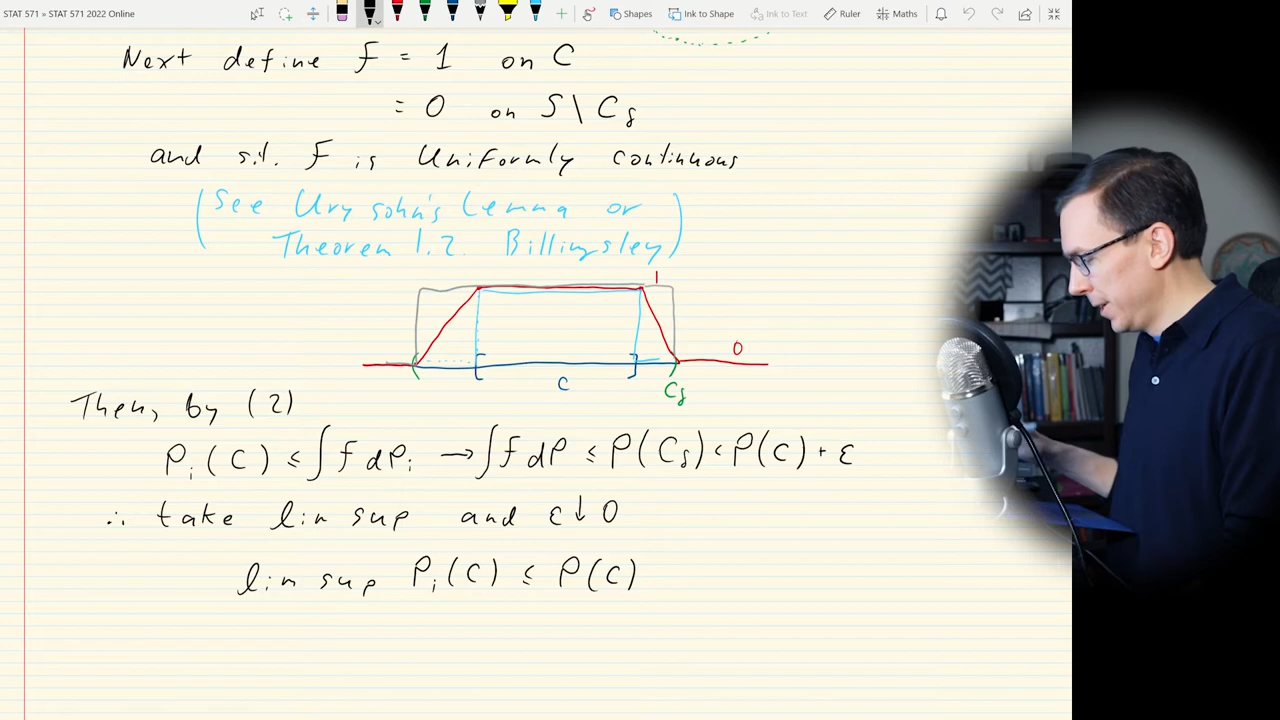 STAT 571 » STAT 571 2022 Online
Shapes
Ink to Shape
Ink to Text
Ruler
Maths
Next define f = 1 on C
= 0 on S \ C_δ
and s.t. f is Uniformly continuous
(See Urysohn's Lemma or
Theorem 1.2 Billingsley)
1
0
C
C_δ
Then, by (2)
P_i(C) ≤ ∫ f dP_i → ∫ f dP ≤ P(C_δ) < P(C) + ε
∴ take lim sup and ε ↓ 0
lim sup P_i(C) ≤ P(C)